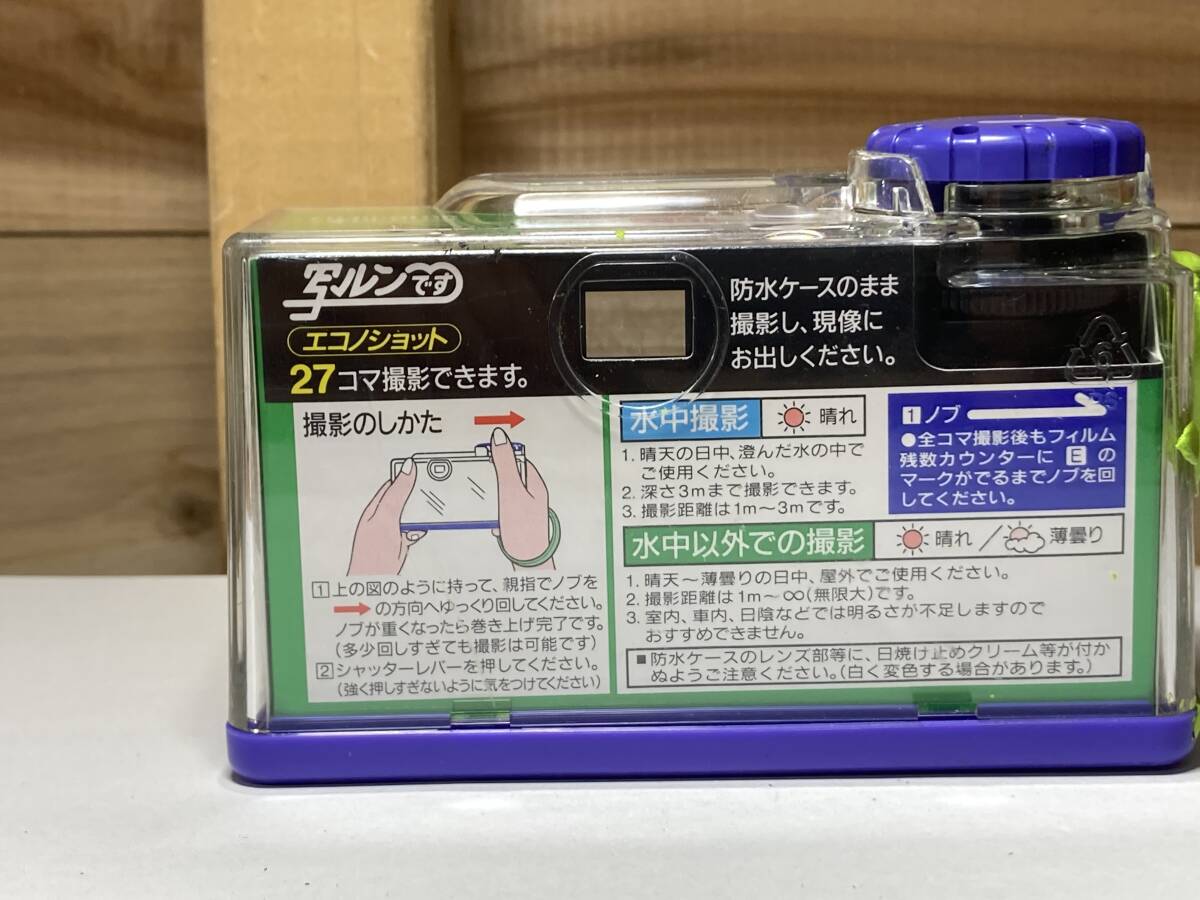 写ルンです
エコノショット
27コマ撮影できます。
防水ケースのまま
撮影し、現像に
お出しください。
撮影のしかた
1 上の図のように持って、親指でノブを
の方向へゆっくり回してください。
ノブが重くなったら巻き上げ完了です。
(多少回しすぎても撮影は可能です)
2 シャッターレバーを押してください。
(強く押しすぎないように気をつけてください)
水中撮影 晴れ
1. 晴天の日中、澄んだ水の中で
ご使用ください。
2. 深さ3mまで撮影できます。
3. 撮影距離は1m〜3mです。
1 ノブ
●全コマ撮影後もフィルム
残数カウンターに E の
マークがでるまでノブを回
してください。
水中以外での撮影 晴れ／薄曇り
1. 晴天〜薄曇りの日中、屋外でご使用ください。
2. 撮影距離は1m〜∞(無限大)です。
3. 室内、車内、日陰などでは明るさが不足しますので
おすすめできません。
■防水ケースのレンズ部等に、日焼け止めクリーム等が付か
ぬようご注意ください。(白く変色する場合があります。)